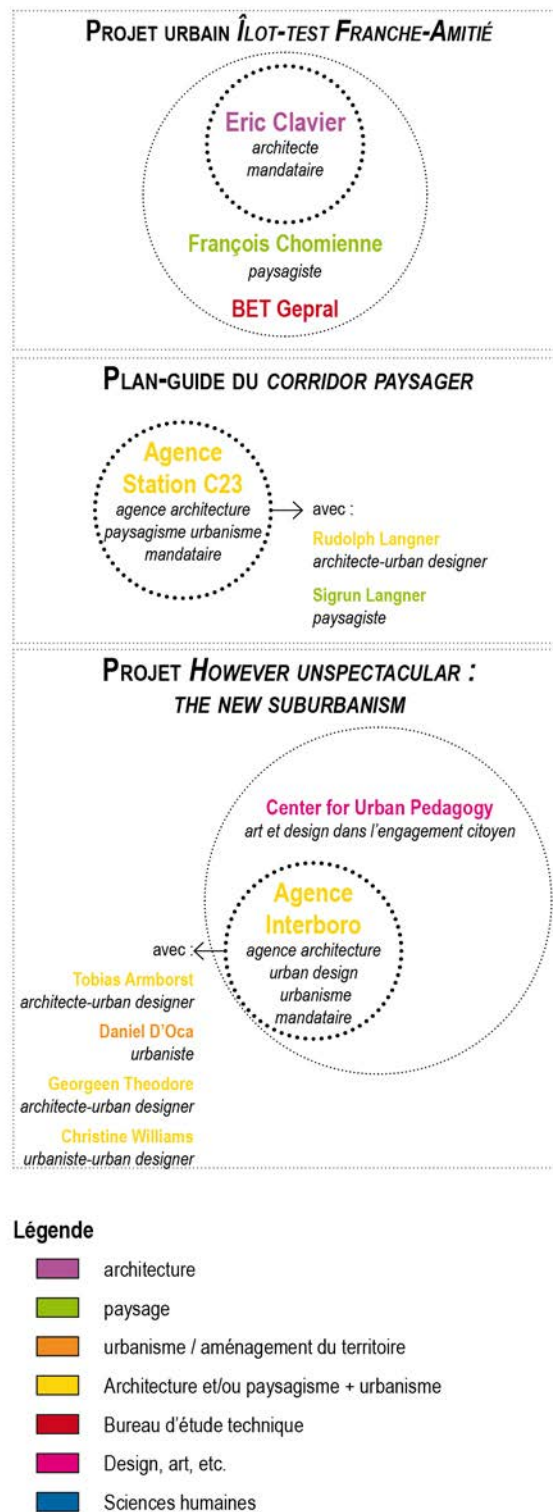 PROJET URBAIN ÎLOT-TEST FRANCHE-AMITIÉ
Eric Clavier
architecte
mandataire
François Chomienne
paysagiste
BET Gepral
PLAN-GUIDE DU CORRIDOR PAYSAGER
Agence
Station C23
agence architecture
paysagisme urbanisme
mandataire
avec :
Rudolph Langner
architecte-urban designer
Sigrun Langner
paysagiste
PROJET HOWEVER UNSPECTACULAR :
THE NEW SUBURBANISM
Center for Urban Pedagogy
art et design dans l'engagement citoyen
Agence
Interboro
agence architecture
urban design
urbanisme
mandataire
avec :
Tobias Armborst
architecte-urban designer
Daniel D'Oca
urbaniste
Georgeen Theodore
architecte-urban designer
Christine Williams
urbaniste-urban designer
Légende
architecture
paysage
urbanisme / aménagement du territoire
Architecture et/ou paysagisme + urbanisme
Bureau d'étude technique
Design, art, etc.
Sciences humaines